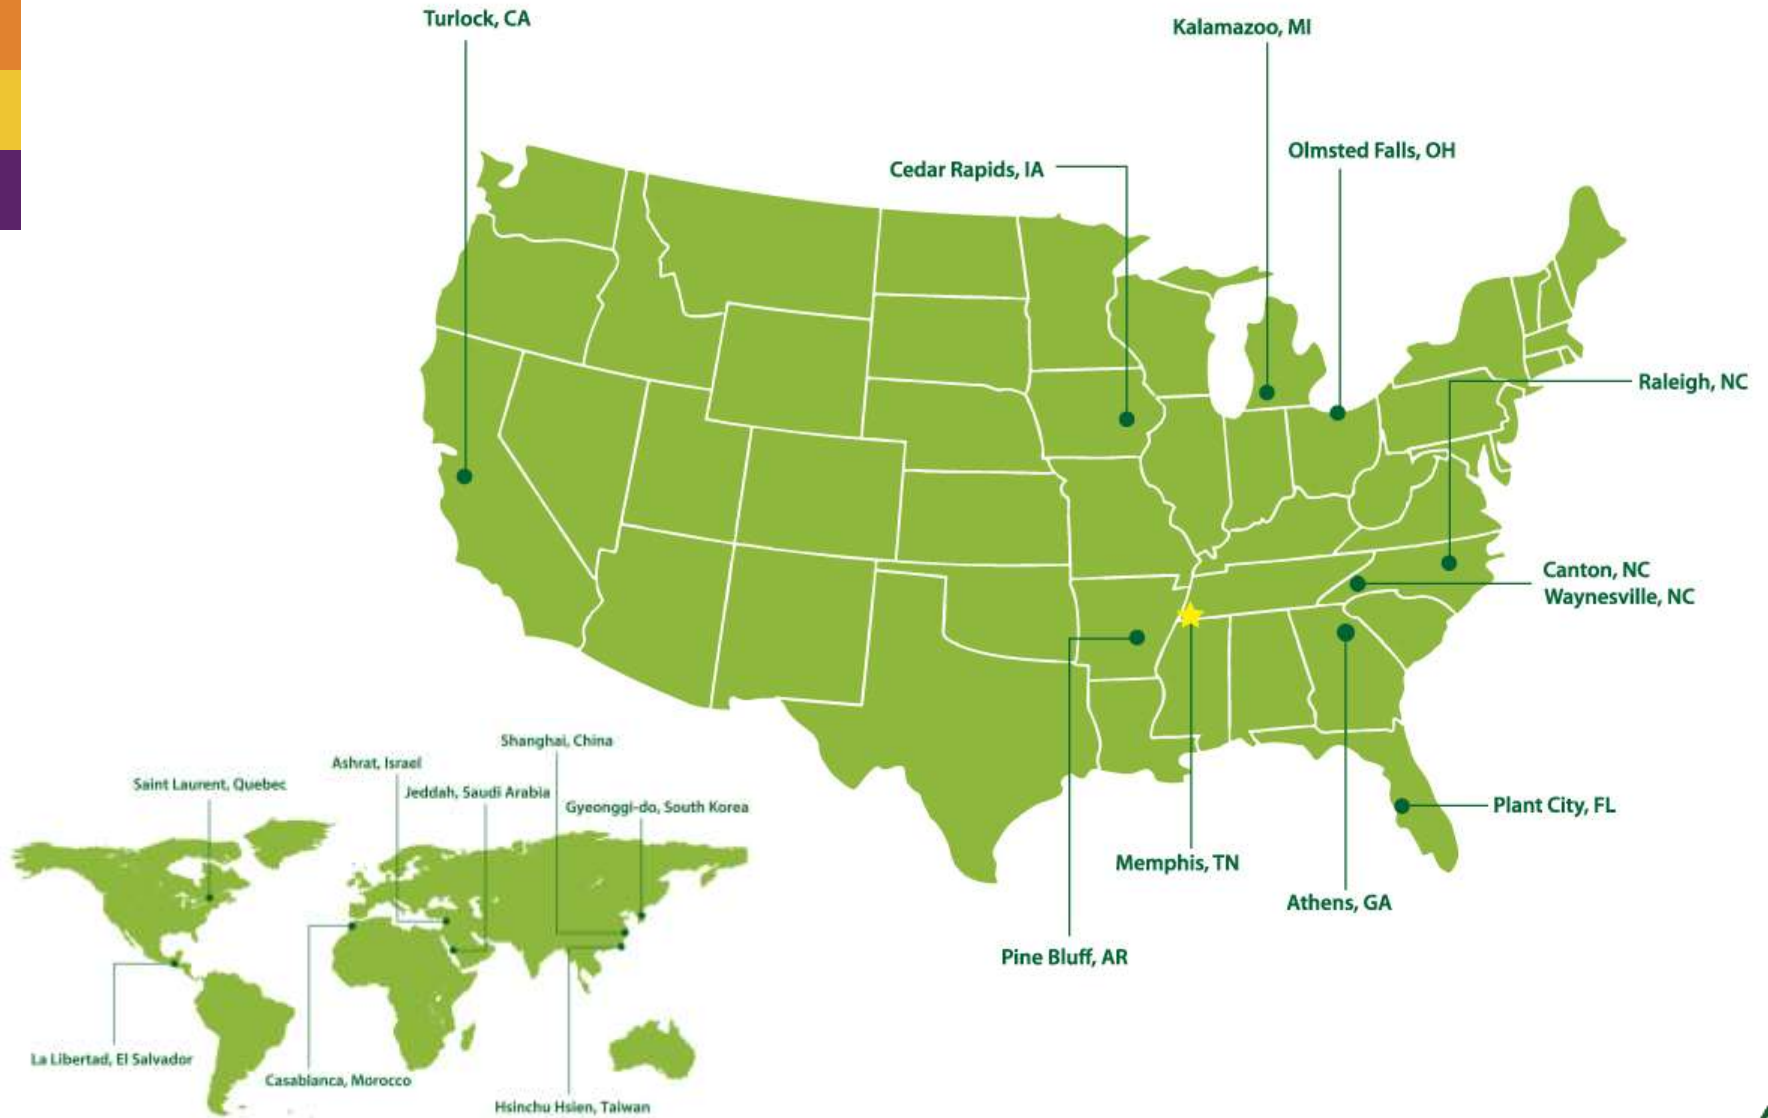 Turlock, CA
Kalamazoo, MI
Olmsted Falls, OH
Cedar Rapids, IA
Raleigh, NC
Canton, NC
Waynesville, NC
Plant City, FL
Memphis, TN
Athens, GA
Pine Bluff, AR
Shanghai, China
Ashrat, Israel
Saint Laurent, Quebec
Jeddah, Saudi Arabia
Gyeonggi-do, South Korea
La Libertad, El Salvador
Casablanca, Morocco
Hsinchu Hsien, Taiwan